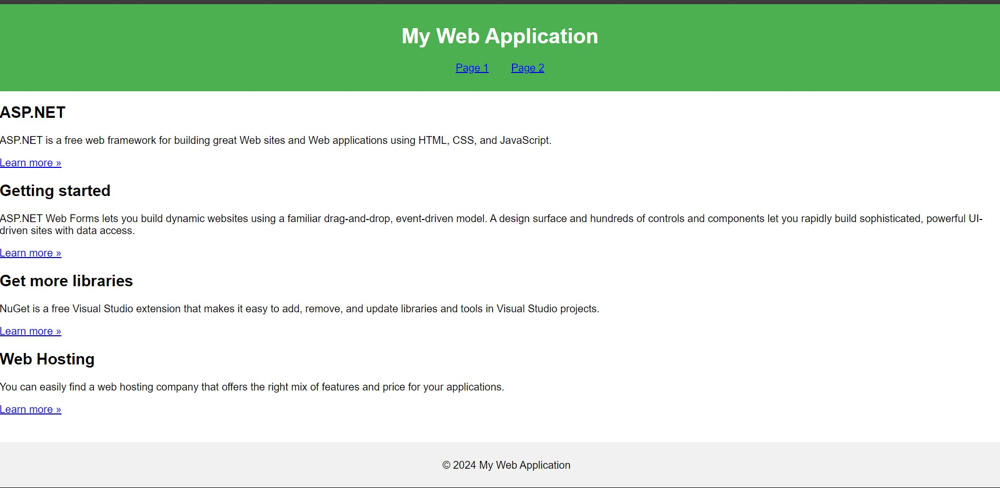 My Web Application
Page 1 Page 2
ASP.NET
ASP.NET is a free web framework for building great Web sites and Web applications using HTML, CSS, and JavaScript.
Learn more »
Getting started
ASP.NET Web Forms lets you build dynamic websites using a familiar drag-and-drop, event-driven model. A design surface and hundreds of controls and components let you rapidly build sophisticated, powerful UI-
driven sites with data access.
Learn more »
Get more libraries
NuGet is a free Visual Studio extension that makes it easy to add, remove, and update libraries and tools in Visual Studio projects.
Learn more »
Web Hosting
You can easily find a web hosting company that offers the right mix of features and price for your applications.
Learn more »
© 2024 My Web Application